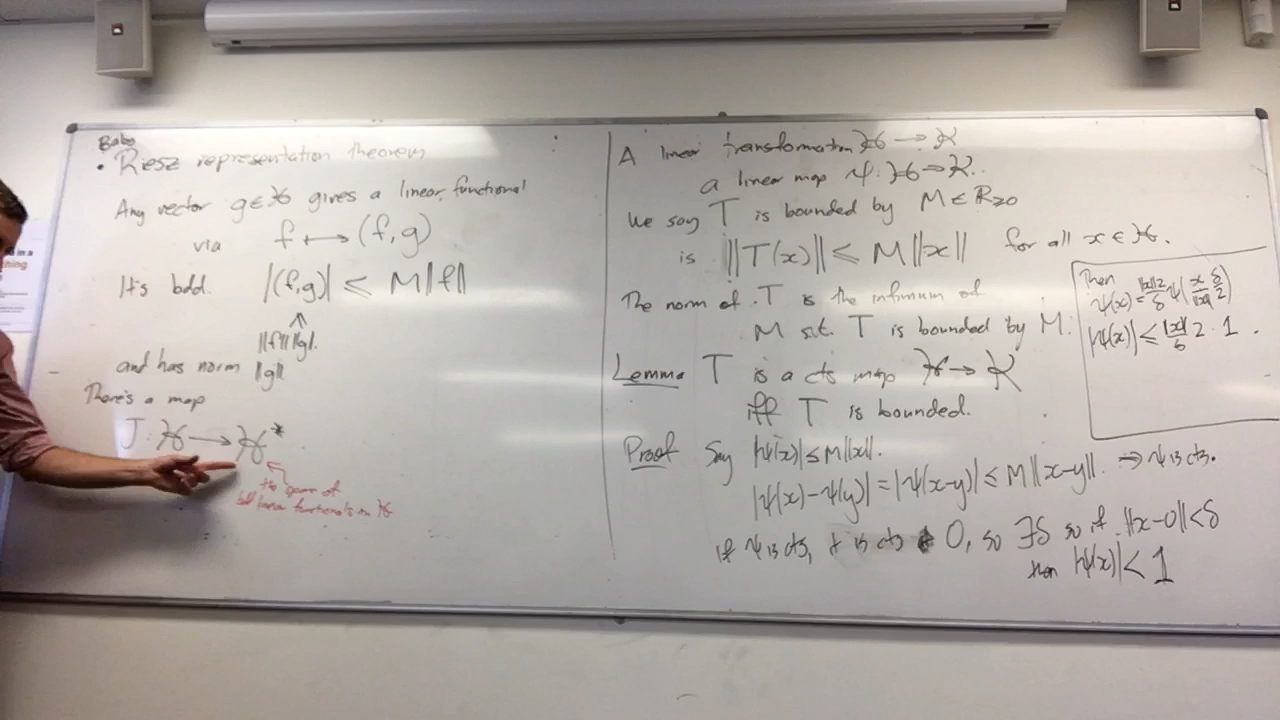 Baby
• Riesz representation theorem
Any vector g ∈ ℋ gives a linear functional
via f ⟼ (f,g)
It's bdd. |(f,g)| ≤ M‖f‖
⇑
‖f‖‖g‖.
and has norm ‖g‖
There's a map
J: ℋ → ℋ*
the space of
bdd linear functionals on ℋ
A linear transformation ℋ → K
a linear map ψ: ℋ → K.
We say T is bounded by M ∈ ℝ≥0
is ‖T(x)‖ ≤ M‖x‖ for all x ∈ ℋ.
The norm of T is the infimum of
M s.t. T is bounded by M.
Lemma T is a cts map ℋ → K
iff T is bounded.
Proof Say |ψ(x)| ≤ M‖x‖.
|ψ(x) - ψ(y)| = |ψ(x-y)| ≤ M‖x-y‖. ⇒ ψ is cts.
If ψ is cts, it is cts 0, so ∃δ so if ‖x-0‖ < δ
then |ψ(x)| < 1
Then
ψ(x) = ‖x‖2/δ ψ(x/‖x‖ δ/2)
|ψ(x)| ≤ ‖x‖/δ 2 · 1.